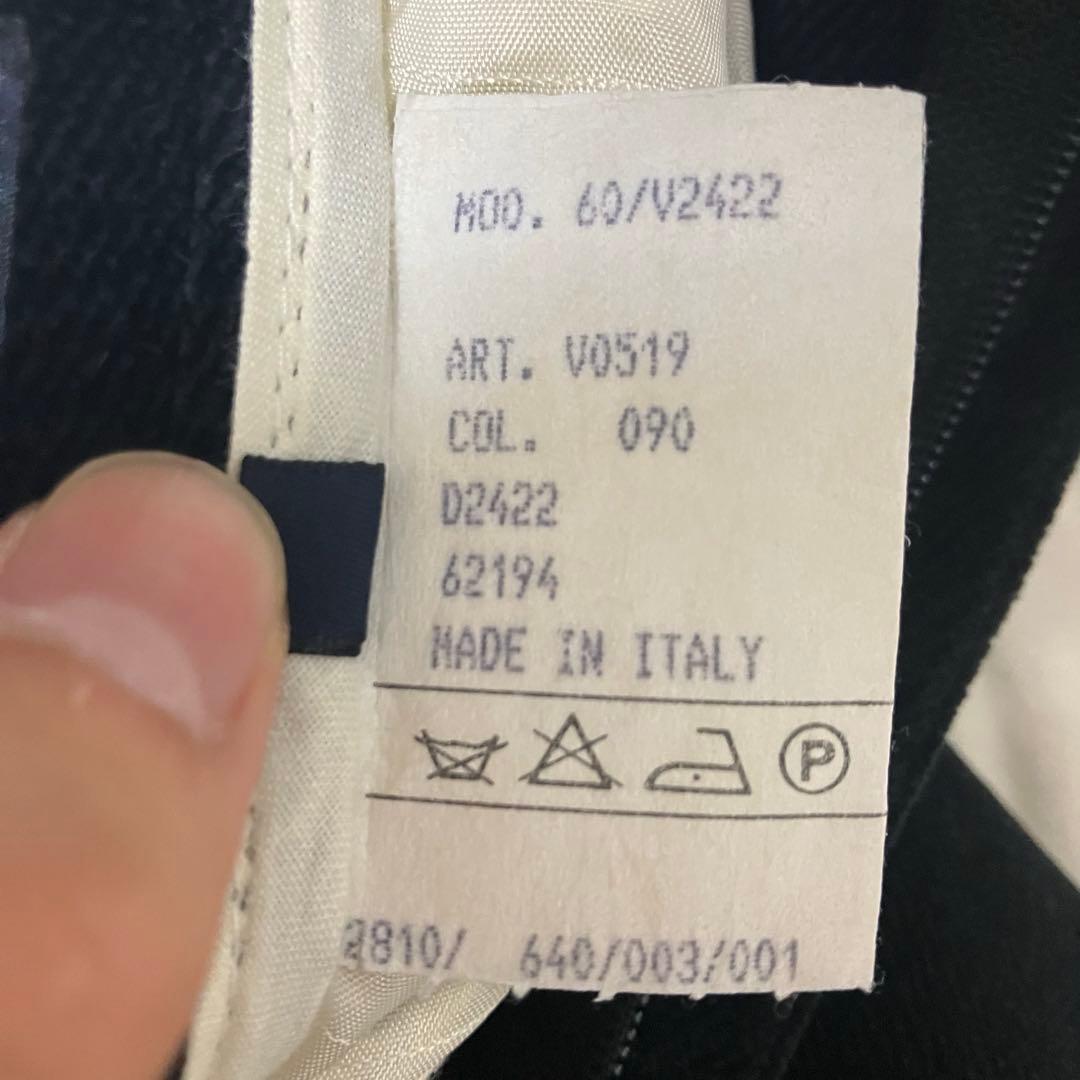 MOD. 60/V2422
ART. V0519
COL. 090
D2422
62194
MADE IN ITALY
P
2810/ 640/003/001